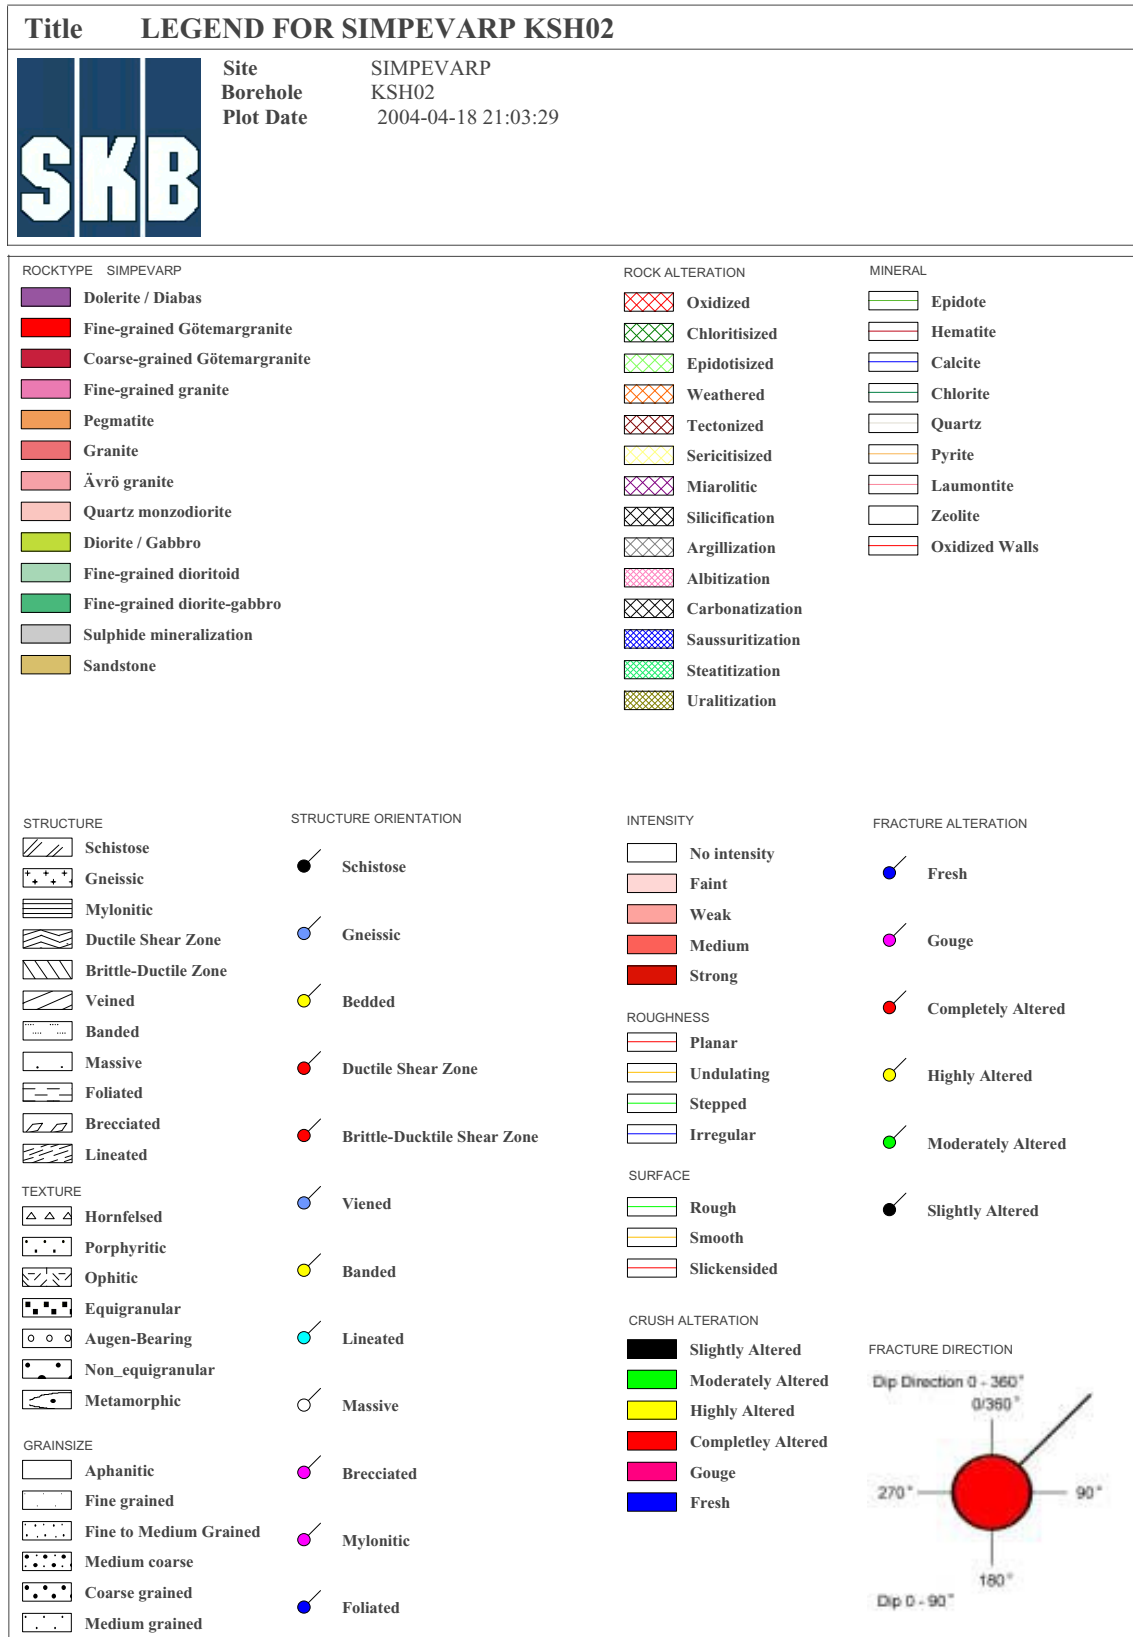 Title LEGEND FOR SIMPEVARP KSH02
SKB
Site SIMPEVARP
Borehole KSH02
Plot Date 2004-04-18 21:03:29
ROCKTYPE SIMPEVARP
Dolerite / Diabas
Fine-grained Götemargranite
Coarse-grained Götemargranite
Fine-grained granite
Pegmatite
Granite
Ävrö granite
Quartz monzodiorite
Diorite / Gabbro
Fine-grained dioritoid
Fine-grained diorite-gabbro
Sulphide mineralization
Sandstone
ROCK ALTERATION
Oxidized
Chloritisized
Epidotisized
Weathered
Tectonized
Sericitisized
Miarolitic
Silicification
Argillization
Albitization
Carbonatization
Saussuritization
Steatitization
Uralitization
MINERAL
Epidote
Hematite
Calcite
Chlorite
Quartz
Pyrite
Laumontite
Zeolite
Oxidized Walls
STRUCTURE
Schistose
Gneissic
Mylonitic
Ductile Shear Zone
Brittle-Ductile Zone
Veined
Banded
Massive
Foliated
Brecciated
Lineated
TEXTURE
Hornfelsed
Porphyritic
Ophitic
Equigranular
Augen-Bearing
Non_equigranular
Metamorphic
GRAINSIZE
Aphanitic
Fine grained
Fine to Medium Grained
Medium coarse
Coarse grained
Medium grained
STRUCTURE ORIENTATION
Schistose
Gneissic
Bedded
Ductile Shear Zone
Brittle-Ducktile Shear Zone
Viened
Banded
Lineated
Massive
Brecciated
Mylonitic
Foliated
INTENSITY
No intensity
Faint
Weak
Medium
Strong
ROUGHNESS
Planar
Undulating
Stepped
Irregular
SURFACE
Rough
Smooth
Slickensided
CRUSH ALTERATION
Slightly Altered
Moderately Altered
Highly Altered
Completley Altered
Gouge
Fresh
FRACTURE ALTERATION
Fresh
Gouge
Completely Altered
Highly Altered
Moderately Altered
Slightly Altered
FRACTURE DIRECTION
Dip Direction 0 - 360°
0/360°
270°
90°
180°
Dip 0 - 90°